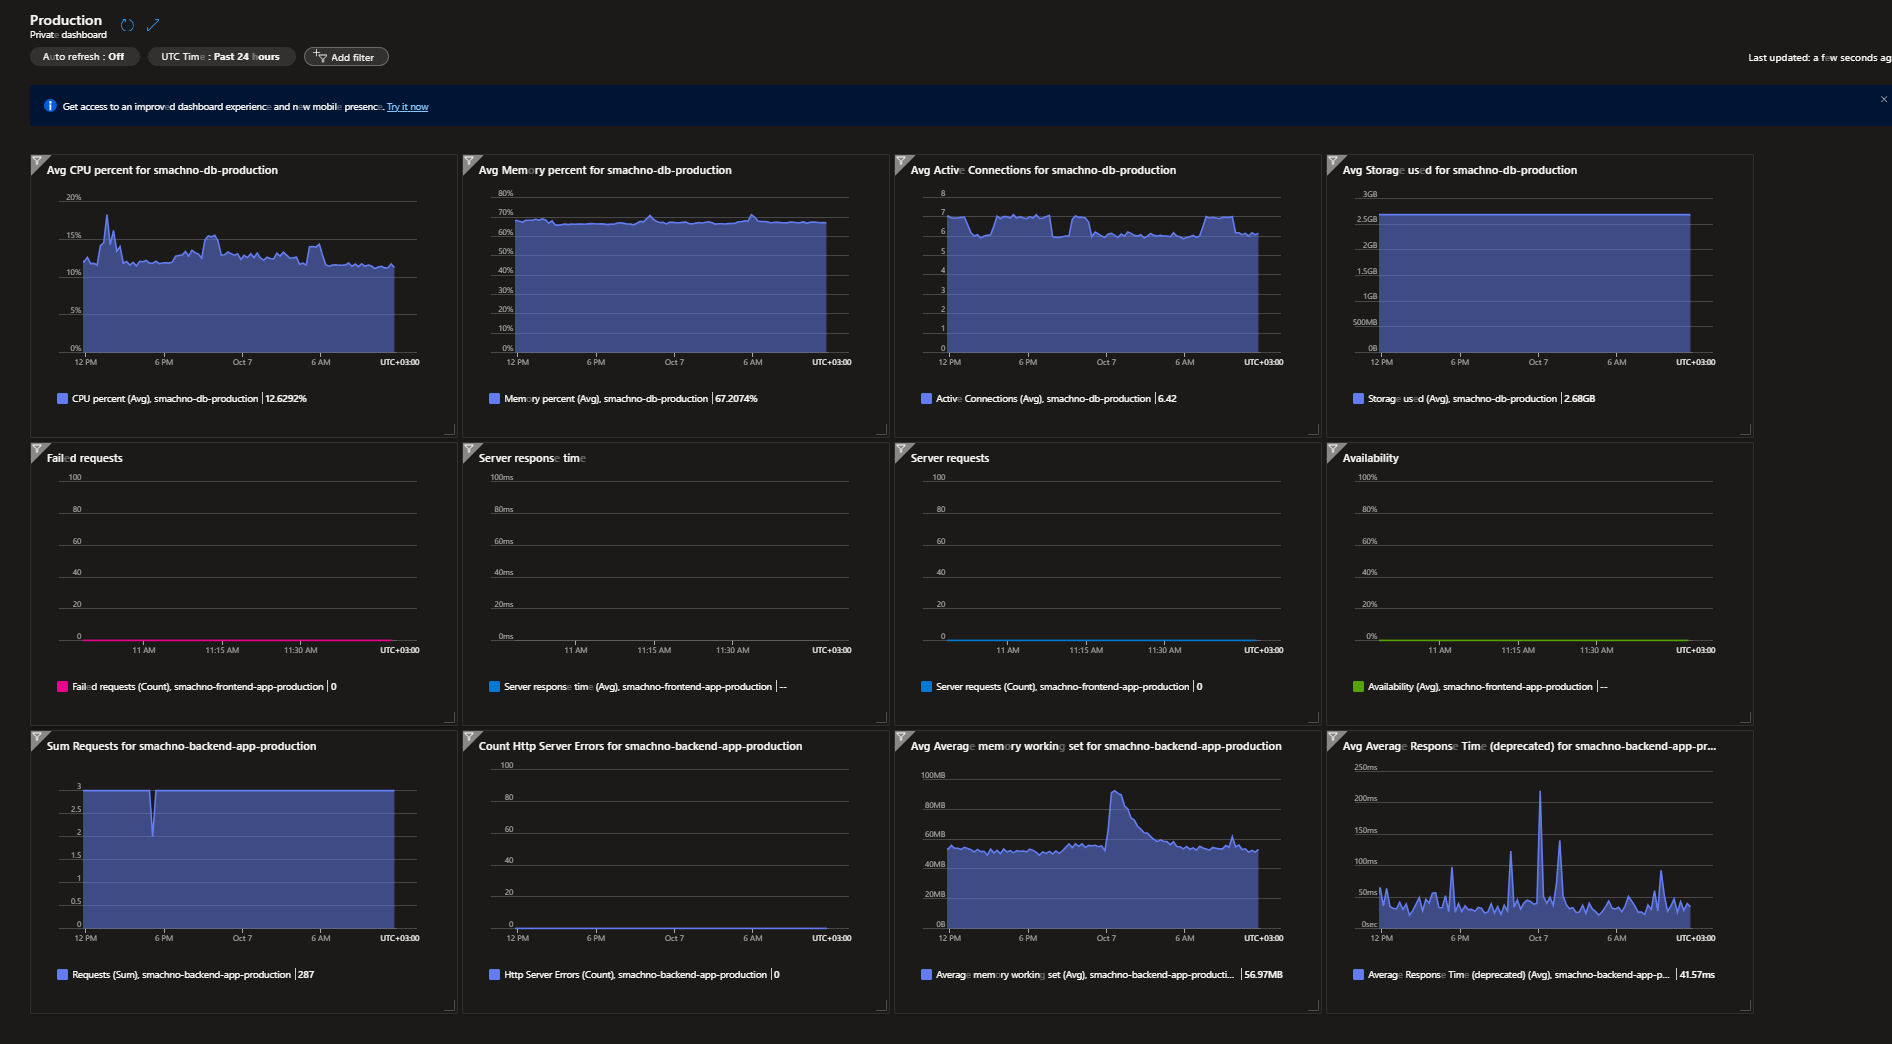 Production
Private dashboard
Auto refresh : Off
UTC Time : Past 24 hours
Add filter
Last updated: a few seconds ag
Get access to an improved dashboard experience and new mobile presence. Try it now
Avg CPU percent for smachno-db-production
20%
15%
10%
5%
0%
12 PM
6 PM
Oct 7
6 AM
UTC+03:00
CPU percent (Avg), smachno-db-production
12.6292%
Avg Memory percent for smachno-db-production
80%
70%
60%
50%
40%
30%
20%
10%
0%
12 PM
6 PM
Oct 7
6 AM
UTC+03:00
Memory percent (Avg), smachno-db-production
67.2074%
Avg Active Connections for smachno-db-production
8
7
6
5
4
3
2
1
0
12 PM
6 PM
Oct 7
6 AM
UTC+03:00
Active Connections (Avg), smachno-db-production
6.42
Avg Storage used for smachno-db-production
3GB
2.5GB
2GB
1.5GB
1GB
500MB
0B
12 PM
6 PM
Oct 7
6 AM
UTC+03:00
Storage used (Avg), smachno-db-production
2.68GB
Failed requests
100
80
60
40
20
0
11 AM
11:15 AM
11:30 AM
UTC+03:00
Failed requests (Count), smachno-frontend-app-production
0
Server response time
100ms
80ms
60ms
40ms
20ms
0ms
11 AM
11:15 AM
11:30 AM
UTC+03:00
Server response time (Avg), smachno-frontend-app-production
--
Server requests
100
80
60
40
20
0
11 AM
11:15 AM
11:30 AM
UTC+03:00
Server requests (Count), smachno-frontend-app-production
0
Availability
100%
80%
60%
40%
20%
0%
11 AM
11:15 AM
11:30 AM
UTC+03:00
Availability (Avg), smachno-frontend-app-production
--
Sum Requests for smachno-backend-app-production
3
2.5
2
1.5
1
0.5
0
12 PM
6 PM
Oct 7
6 AM
UTC+03:00
Requests (Sum), smachno-backend-app-production
287
Count Http Server Errors for smachno-backend-app-production
100
80
60
40
20
0
12 PM
6 PM
Oct 7
6 AM
UTC+03:00
Http Server Errors (Count), smachno-backend-app-production
0
Avg Average memory working set for smachno-backend-app-production
100MB
80MB
60MB
40MB
20MB
0B
12 PM
6 PM
Oct 7
6 AM
UTC+03:00
Average memory working set (Avg), smachno-backend-app-producti...
56.97MB
Avg Average Response Time (deprecated) for smachno-backend-app-pr...
250ms
200ms
150ms
100ms
50ms
0sec
12 PM
6 PM
Oct 7
6 AM
UTC+03:00
Average Response Time (deprecated) (Avg), smachno-backend-app-p...
41.57ms